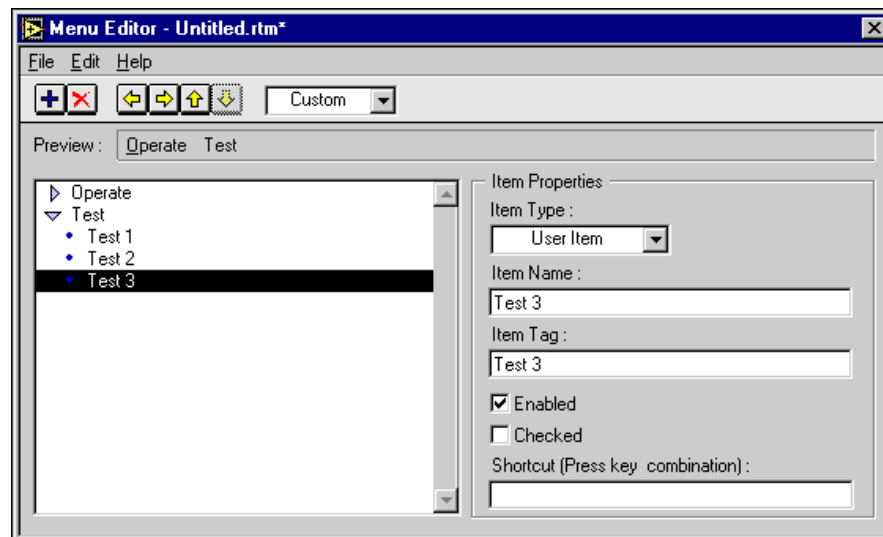 Menu Editor - Untitled.rtm*
File Edit Help
Custom
Preview : Operate Test
Operate
Test
Test 1
Test 2
Test 3
Item Properties
Item Type :
User Item
Item Name :
Test 3
Item Tag :
Test 3
Enabled
Checked
Shortcut (Press key combination) :